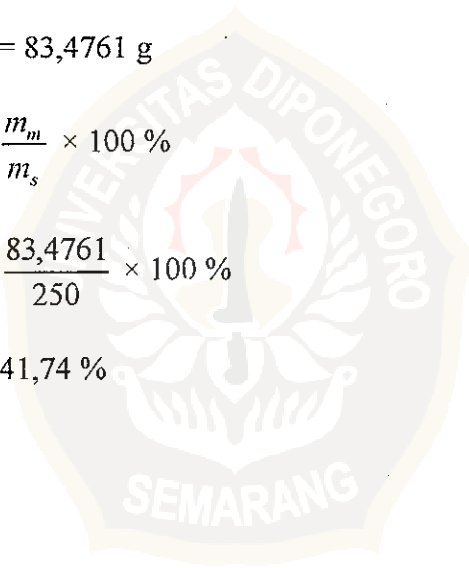 = 83,4761 g
m_m / m_s × 100 %
83,4761 / 250 × 100 %
41,74 %
UNIVERSITAS DIPONEGORO
SEMARANG